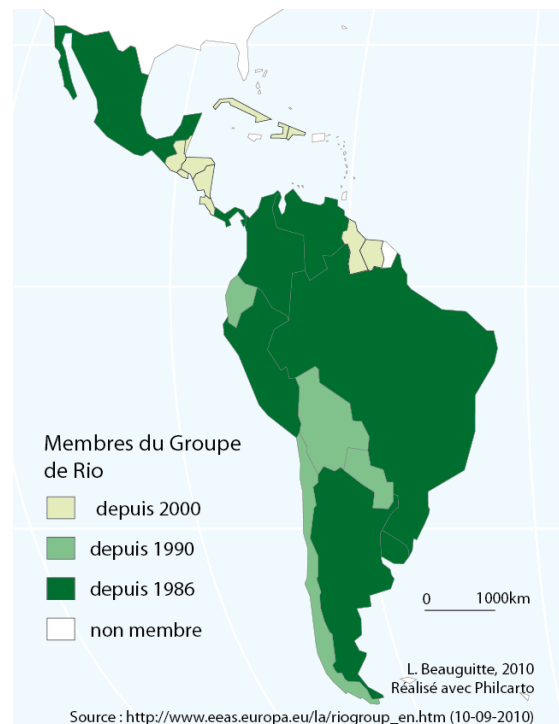 Membres du Groupe
de Rio
depuis 2000
depuis 1990
depuis 1986
non membre
0 1000km
L. Beauguitte, 2010
Réalisé avec Philcarto
Source : http://www.eeas.europa.eu/la/riogroup_en.htm (10-09-2010)